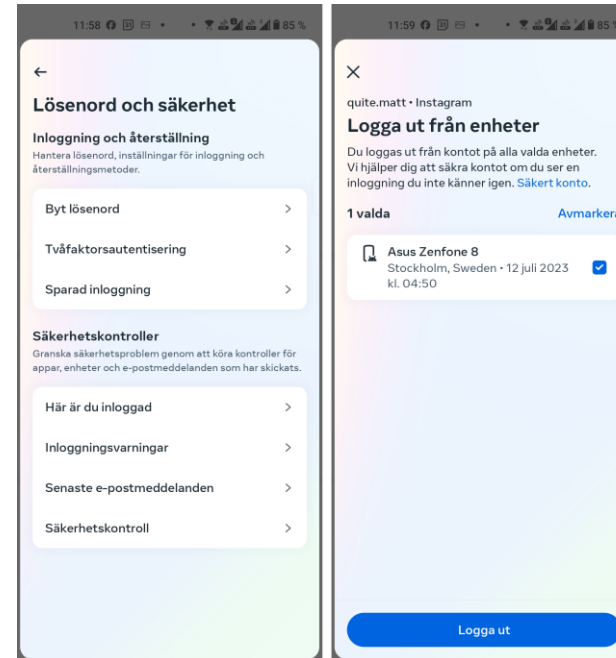 11:58
85 %
Lösenord och säkerhet
Inloggning och återställning
Hantera lösenord, inställningar för inloggning och
återställningsmetoder.
Byt lösenord
Tvåfaktorsautentisering
Sparad inloggning
Säkerhetskontroller
Granska säkerhetsproblem genom att köra kontroller för
appar, enheter och e-postmeddelanden som har skickats.
Här är du inloggad
Inloggningsvarningar
Senaste e-postmeddelanden
Säkerhetskontroll
11:59
85 %
quite.matt • Instagram
Logga ut från enheter
Du loggas ut från kontot på alla valda enheter.
Vi hjälper dig att säkra kontot om du ser en
inloggning du inte känner igen. Säkert konto.
1 valda
Avmarkera
Asus Zenfone 8
Stockholm, Sweden • 12 juli 2023
kl. 04:50
Logga ut